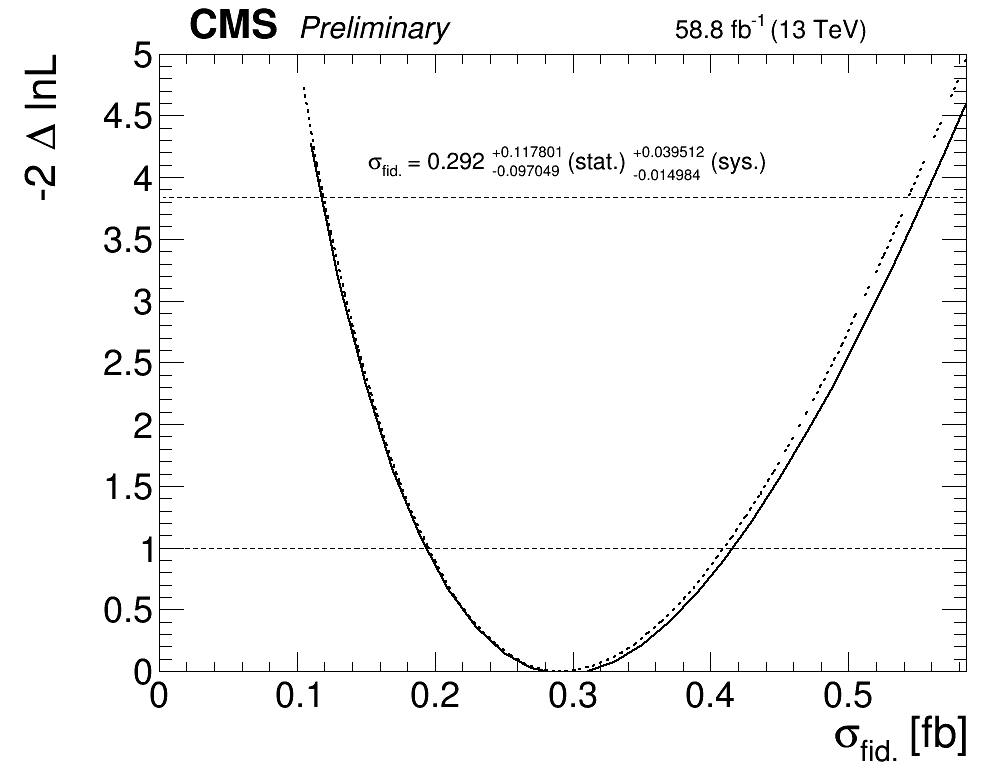 CMS Preliminary 58.8 fb⁻¹ (13 TeV)
-2 Δ lnL
5
4.5
σfid. = 0.292 +0.117801 -0.097049 (stat.) +0.039512 -0.014984 (sys.)
4
3.5
3
2.5
2
1.5
1
0.5
0
0 0.1 0.2 0.3 0.4 0.5
σfid. [fb]